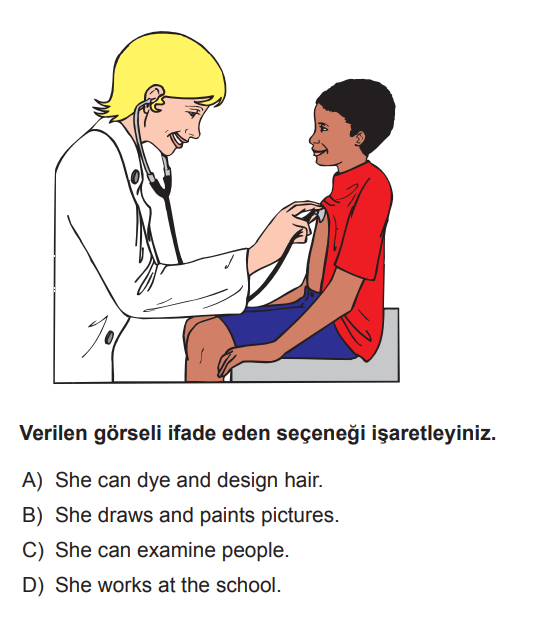 Verilen görseli ifade eden seçeneği işaretleyiniz.
A) She can dye and design hair.
B) She draws and paints pictures.
C) She can examine people.
D) She works at the school.